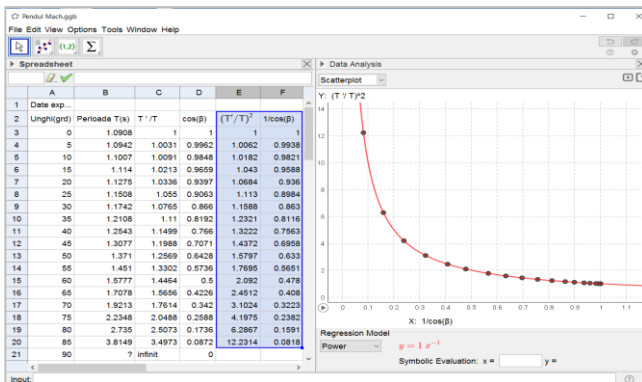 Pendul Mach.ggb
File Edit View Options Tools Window Help
{1,2} Σ
Spreadsheet
A B C D E F
1 Date exp...
2 Unghi(grd) Perioada T(s) T '/T cos(β) (T'/T)² 1/cos(β)
3 0 1.0908 1 1 1 1
4 5 1.0942 1.0031 0.9962 1.0062 0.9938
5 10 1.1007 1.0091 0.9848 1.0182 0.9821
6 15 1.114 1.0213 0.9659 1.043 0.9588
7 20 1.1275 1.0336 0.9397 1.0684 0.936
8 25 1.1508 1.055 0.9063 1.113 0.8984
9 30 1.1742 1.0765 0.866 1.1588 0.863
10 35 1.2108 1.11 0.8192 1.2321 0.8116
11 40 1.2543 1.1499 0.766 1.3222 0.7563
12 45 1.3077 1.1988 0.7071 1.4372 0.6958
13 50 1.371 1.2569 0.6428 1.5797 0.633
14 55 1.451 1.3302 0.5736 1.7695 0.5651
15 60 1.5777 1.4464 0.5 2.092 0.478
16 65 1.7078 1.5656 0.4226 2.4512 0.408
17 70 1.9213 1.7614 0.342 3.1024 0.3223
18 75 2.2348 2.0488 0.2588 4.1975 0.2382
19 80 2.735 2.5073 0.1736 6.2867 0.1591
20 85 3.8149 3.4973 0.0872 12.2314 0.0818
21 90 ? infinit 0
Data Analysis
Scatterplot
Y: (T '/ T)^2
14
12
10
8
6
4
2
0
0 0.1 0.2 0.3 0.4 0.5 0.6 0.7 0.8 0.9 1.0 1.1
X: 1/cos(β)
Regression Model
Power y = 1 x⁻¹
Symbolic Evaluation: x = y =
Input: